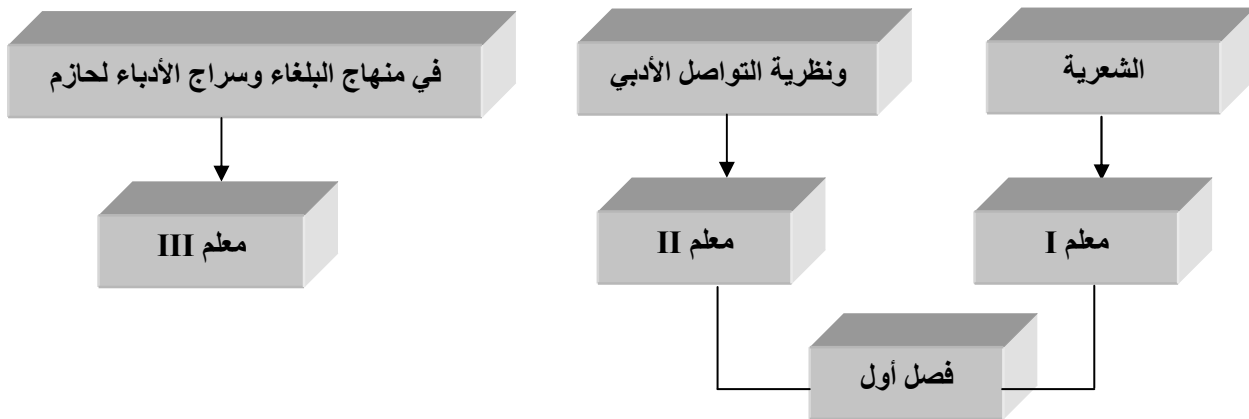 الشعرية
ونظرية التواصل الأدبي
في منهاج البلغاء وسراج الأدباء لحازم
معلم I
معلم II
معلم III
فصل أول